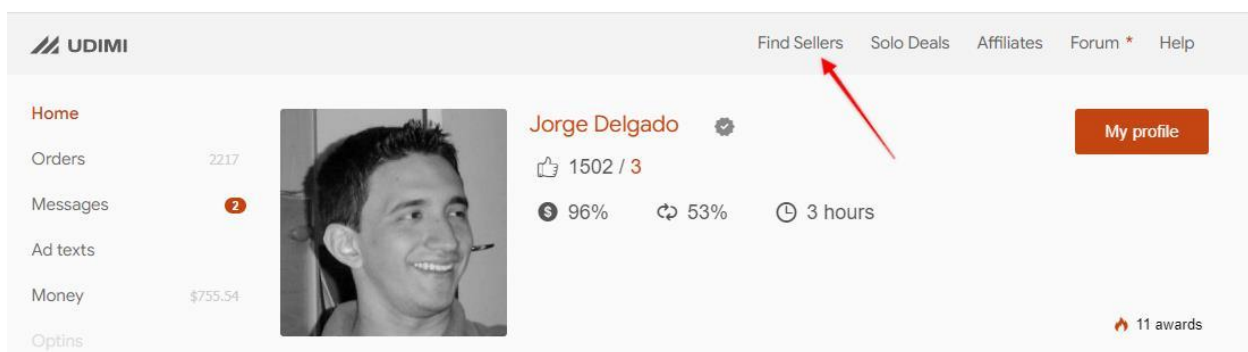 UDIMI
Find Sellers Solo Deals Affiliates Forum * Help
Home
Orders 2217
Messages 2
Ad texts
Money $755.54
Optins
Jorge Delgado
1502 / 3
$ 96% 53% 3 hours
My profile
11 awards